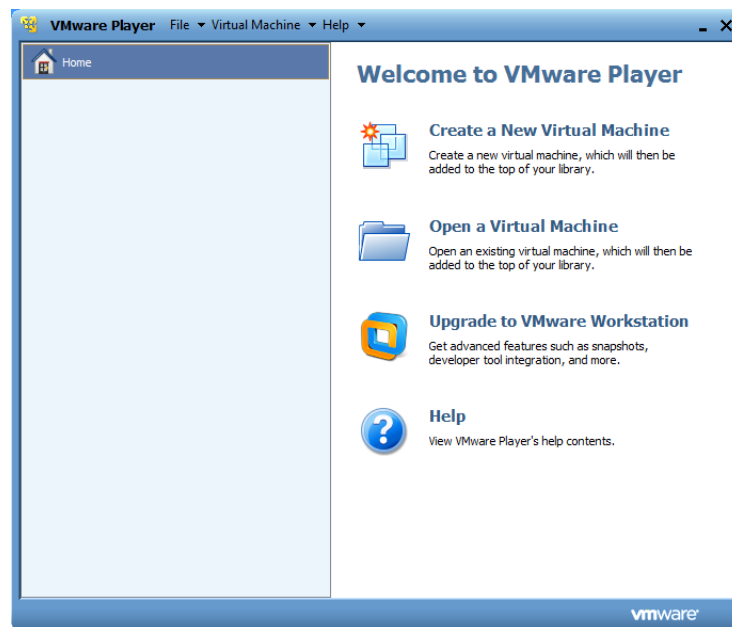 VMware Player File Virtual Machine Help
Home
Welcome to VMware Player
Create a New Virtual Machine
Create a new virtual machine, which will then be
added to the top of your library.
Open a Virtual Machine
Open an existing virtual machine, which will then be
added to the top of your library.
Upgrade to VMware Workstation
Get advanced features such as snapshots,
developer tool integration, and more.
Help
View VMware Player's help contents.
vmware